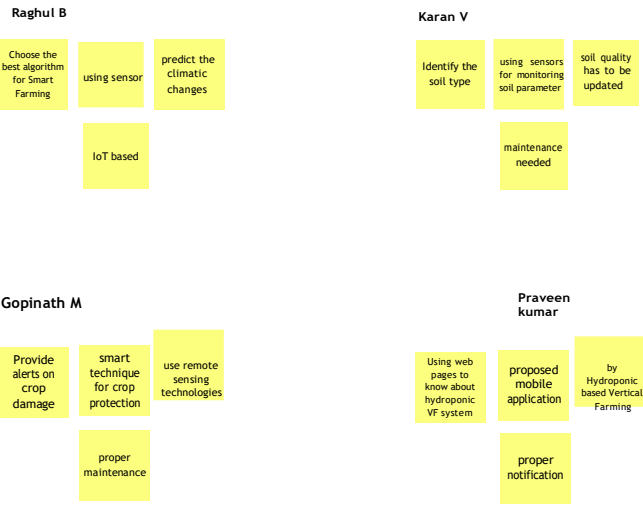 Raghul B
Choose the
best algorithm
for Smart
Farming
using sensor
predict the
climatic
changes
IoT based
Karan V
Identify the
soil type
using sensors
for monitoring
soil parameter
soil quality
has to be
updated
maintenance
needed
Gopinath M
Provide
alerts on
crop
damage
smart
technique
for crop
protection
use remote
sensing
technologies
proper
maintenance
Praveen
kumar
Using web
pages to
know about
hydroponic
VF system
proposed
mobile
application
by
Hydroponic
based Vertical
Farming
proper
notification